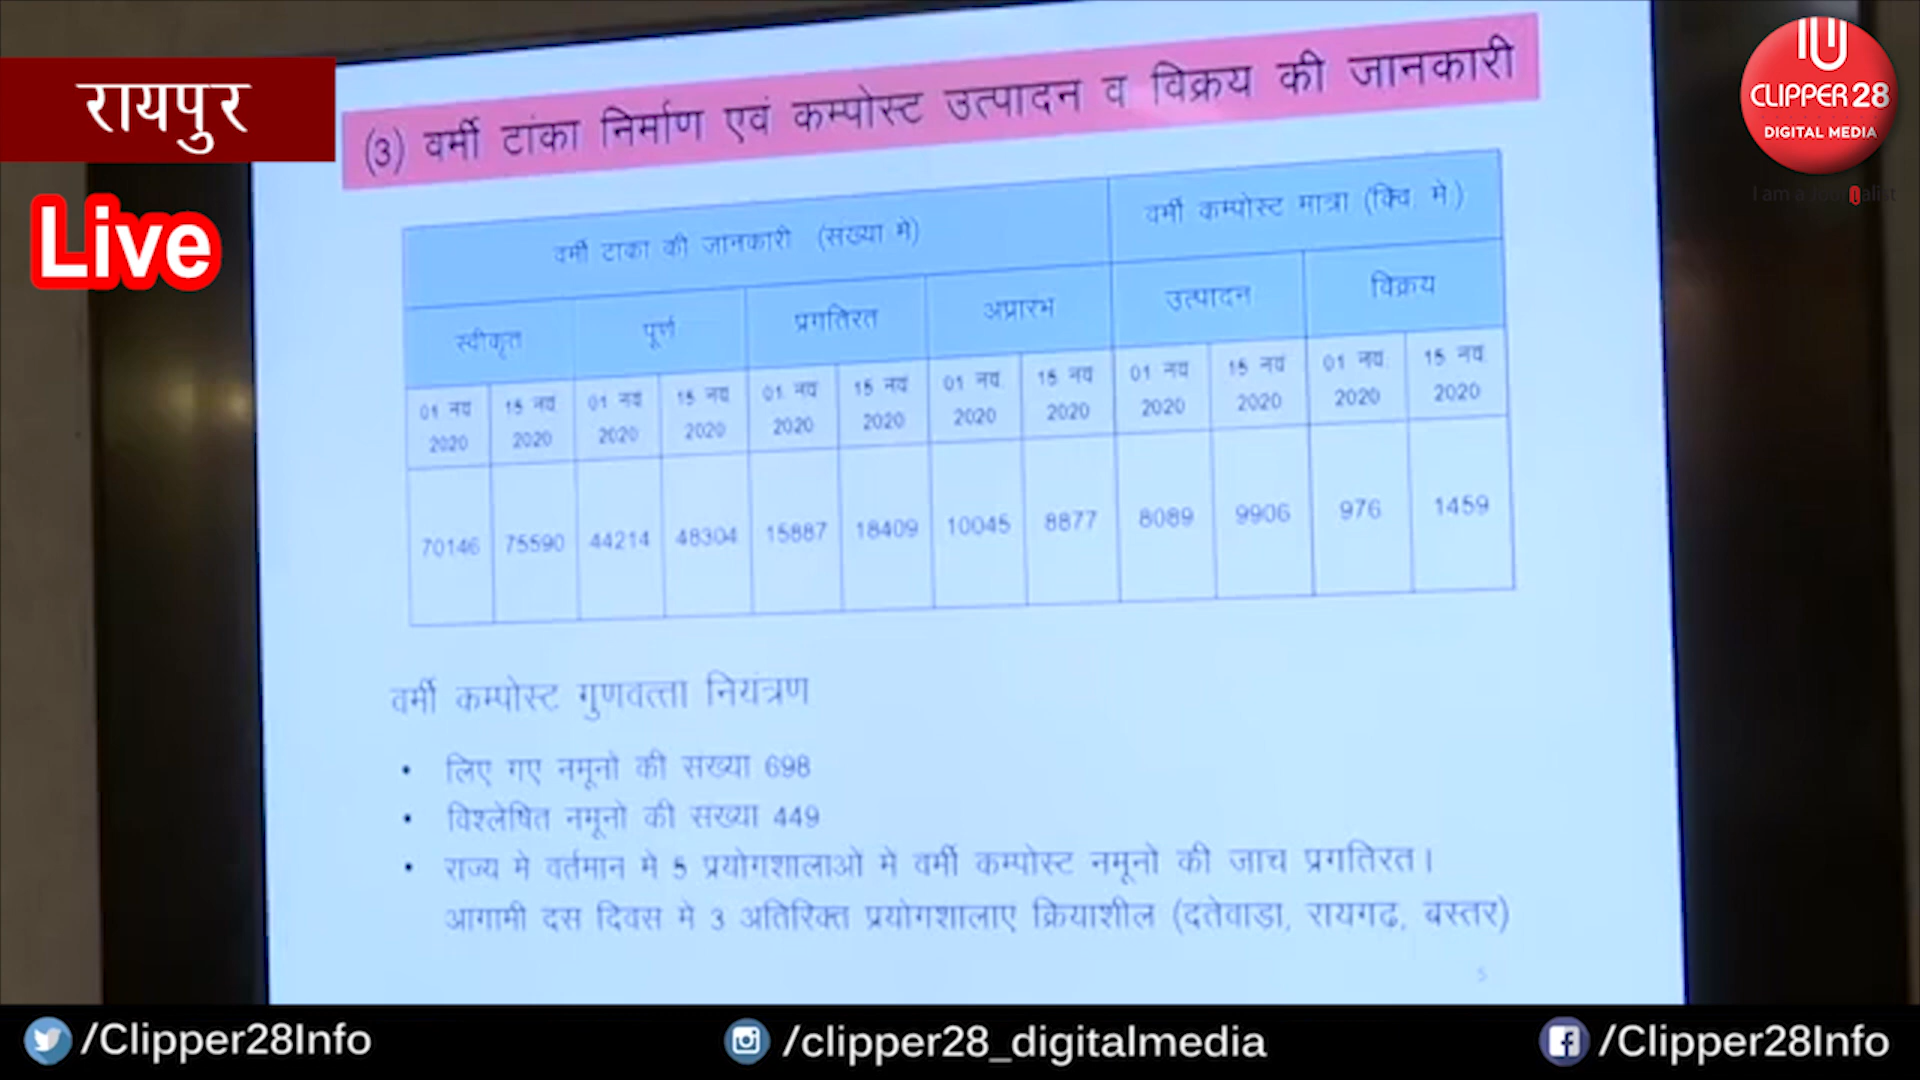 रायपुर
Live
CLIPPER 28
DIGITAL MEDIA
(3) वर्मी टांका निर्माण एवं कम्पोस्ट उत्पादन व विक्रय की जानकारी
वर्मी टाका की जानकारी (संख्या मे) वर्मी कम्पोस्ट मात्रा (क्वि. मे.)
स्वीकृत पूर्ण प्रगतिरत अप्रारंभ उत्पादन विक्रय
01 नव 15 नव 01 नव 15 नव 01 नव 15 नव 01 नव 15 नव 01 नव 15 नव 01 नव. 15 नव.
2020 2020 2020 2020 2020 2020 2020 2020 2020 2020 2020 2020
70146 75590 44214 48304 15887 18409 10045 8877 8089 9906 976 1459
वर्मी कम्पोस्ट गुणवत्ता नियंत्रण
• लिए गए नमूनो की संख्या 698
• विश्लेषित नमूनो की संख्या 449
• राज्य मे वर्तमान मे 5 प्रयोगशालाओ मे वर्मी कम्पोस्ट नमूनो की जाच प्रगतिरत।
आगामी दस दिवस मे 3 अतिरिक्त प्रयोगशालाए क्रियाशील (दतेवाडा, रायगढ, बस्तर)
5
/Clipper28Info
/clipper28_digitalmedia
/Clipper28Info